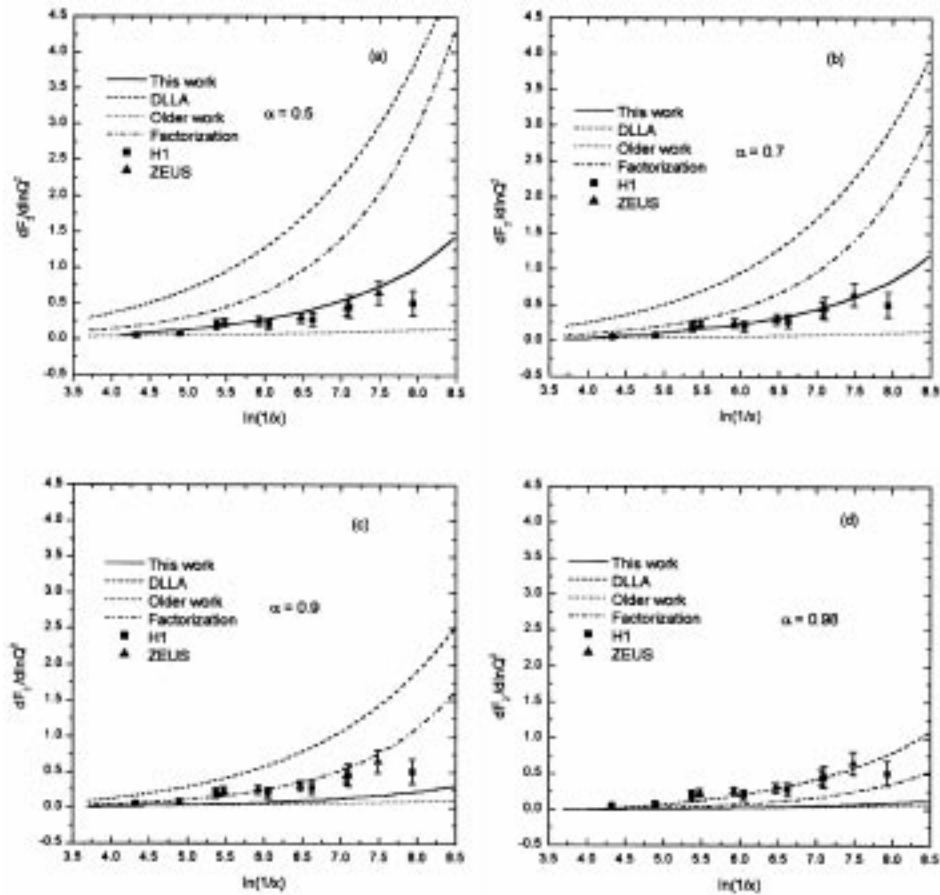 (a)
This work
DLLA
Older work
Factorization
H1
ZEUS
α = 0.5
4.5
4.0
3.5
3.0
2.5
2.0
1.5
1.0
0.5
0.0
-0.5
dF₂/dlnQ²
3.5 4.0 4.5 5.0 5.5 6.0 6.5 7.0 7.5 8.0 8.5
ln(1/x)
(b)
This work
DLLA
Older work
Factorization
H1
ZEUS
α = 0.7
4.5
4.0
3.5
3.0
2.5
2.0
1.5
1.0
0.5
0.0
-0.5
dF₂/dlnQ²
3.5 4.0 4.5 5.0 5.5 6.0 6.5 7.0 7.5 8.0 8.5
ln(1/x)
(c)
This work
DLLA
Older work
Factorization
H1
ZEUS
α = 0.9
4.5
4.0
3.5
3.0
2.5
2.0
1.5
1.0
0.5
0.0
-0.5
dF₂/dlnQ²
3.5 4.0 4.5 5.0 5.5 6.0 6.5 7.0 7.5 8.0 8.5
ln(1/x)
(d)
This work
DLLA
Older work
Factorization
H1
ZEUS
α = 0.98
4.5
4.0
3.5
3.0
2.5
2.0
1.5
1.0
0.5
0.0
-0.5
dF₂/dlnQ²
3.5 4.0 4.5 5.0 5.5 6.0 6.5 7.0 7.5 8.0 8.5
ln(1/x)